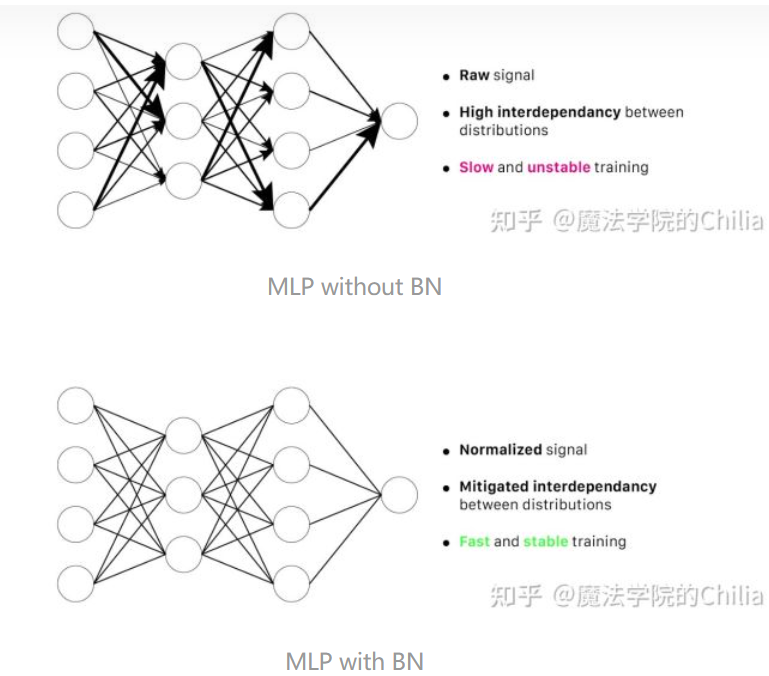 Raw signal
High interdependancy between
distributions
Slow and unstable training
知乎 @魔法学院的Chilia
MLP without BN
Normalized signal
Mitigated interdependancy
between distributions
Fast and stable training
知乎 @魔法学院的Chilia
MLP with BN